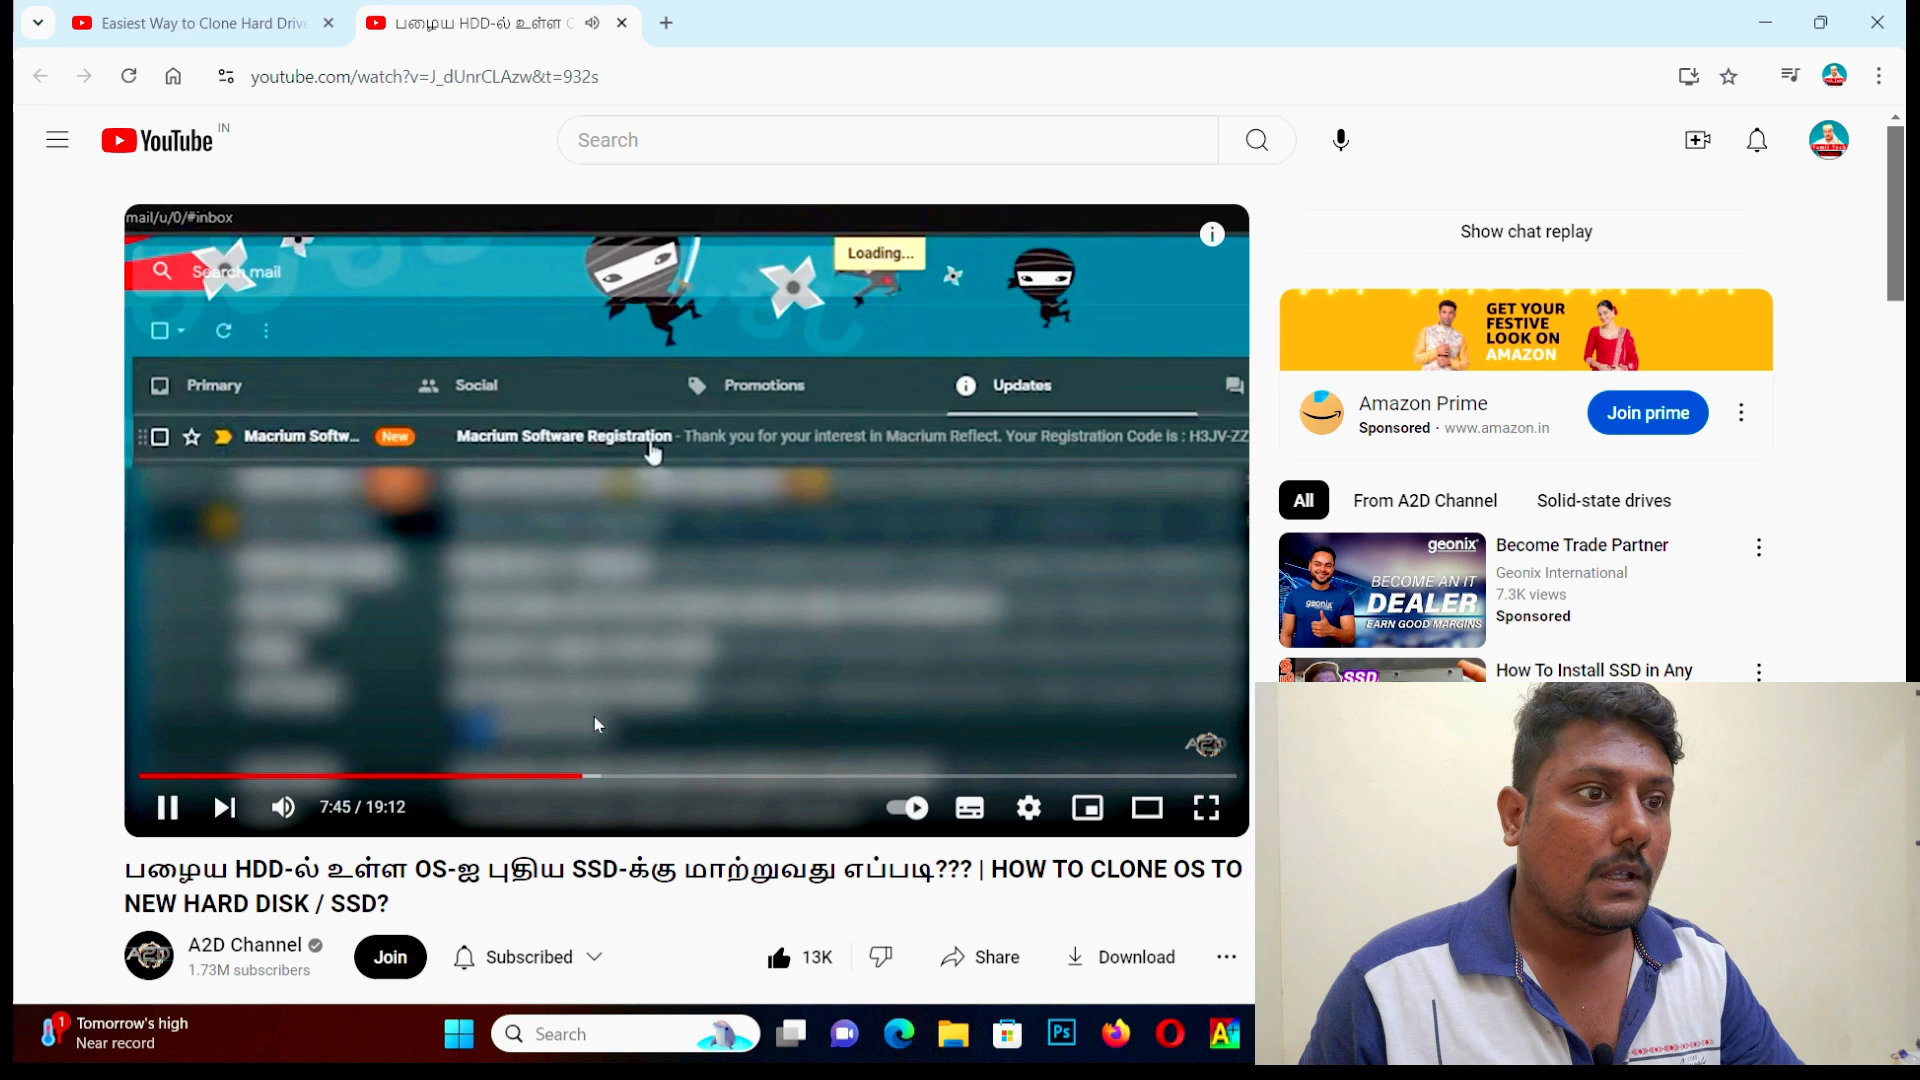 Easiest Way to Clone Hard Driv
பழைய HDD-ல் உள்ள
youtube.com/watch?v=J_dUnrCLAzw&t=932s
YouTube IN
Search
mail/u/0/#inbox
Search mail
Loading...
Primary
Social
Promotions
Updates
Macrium Softw...
New
Macrium Software Registration - Thank you for your interest in Macrium Reflect. Your Registration Code is : H3JV-ZZ
A2D
7:45 / 19:12
Show chat replay
GET YOUR
FESTIVE
LOOK ON
AMAZON
Amazon Prime
Sponsored · www.amazon.in
Join prime
All
From A2D Channel
Solid-state drives
geonix
BECOME AN IT
DEALER
EARN GOOD MARGINS
geonix
Become Trade Partner
Geonix International
7.3K views
Sponsored
SSD
How To Install SSD in Any
பழைய HDD-ல் உள்ள OS-ஐ புதிய SSD-க்கு மாற்றுவது எப்படி??? | HOW TO CLONE OS TO
NEW HARD DISK / SSD?
A2D
A2D Channel
1.73M subscribers
Join
Subscribed
13K
Share
Download
1
Tomorrow's high
Near record
Search
Ps
A+